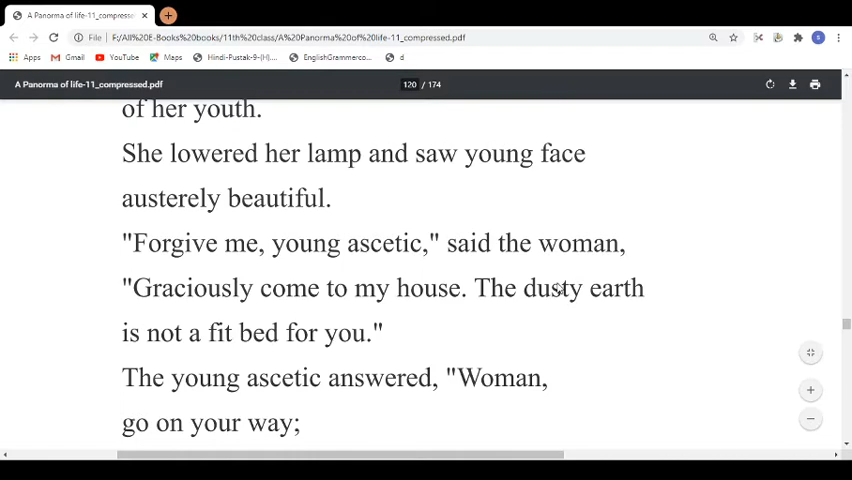 A Panorma of life-11_compresse
File
F:/All%20E-Books%20books/11th%20class/A%20Panorma%20of%20life-11_compressed.pdf
Apps
Gmail
YouTube
Maps
Hindi-Pustak-9-(H)....
EnglishGrammerco...
d
A Panorma of life-11_compressed.pdf
120 / 174
of her youth.
She lowered her lamp and saw young face
austerely beautiful.
"Forgive me, young ascetic," said the woman,
"Graciously come to my house. The dusty earth
is not a fit bed for you."
The young ascetic answered, "Woman,
go on your way;